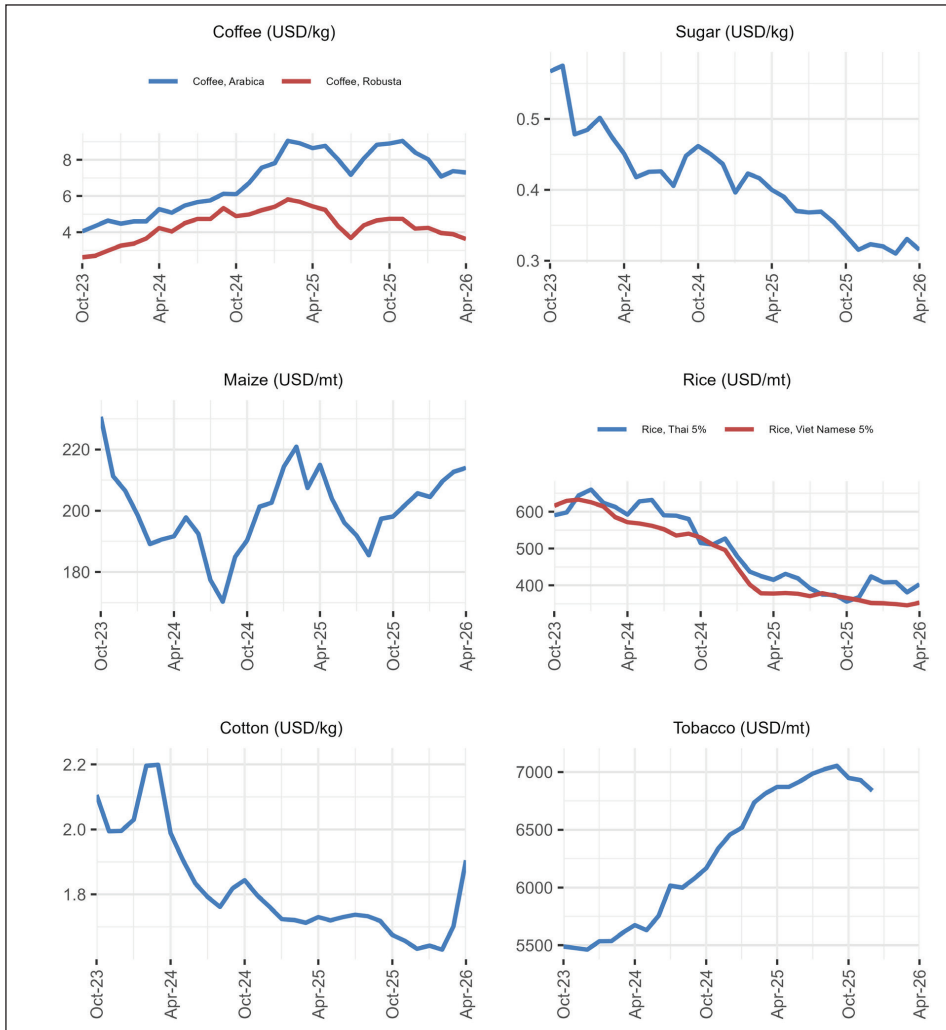 Coffee (USD/kg)
Coffee, Arabica Coffee, Robusta
8
6
4
Oct-23 Apr-24 Oct-24 Apr-25 Oct-25 Apr-26
Sugar (USD/kg)
0.5
0.4
0.3
Oct-23 Apr-24 Oct-24 Apr-25 Oct-25 Apr-26
Maize (USD/mt)
220
200
180
Oct-23 Apr-24 Oct-24 Apr-25 Oct-25 Apr-26
Rice (USD/mt)
Rice, Thai 5% Rice, Viet Namese 5%
600
500
400
Oct-23 Apr-24 Oct-24 Apr-25 Oct-25 Apr-26
Cotton (USD/kg)
2.2
2.0
1.8
Oct-23 Apr-24 Oct-24 Apr-25 Oct-25 Apr-26
Tobacco (USD/mt)
7000
6500
6000
5500
Oct-23 Apr-24 Oct-24 Apr-25 Oct-25 Apr-26